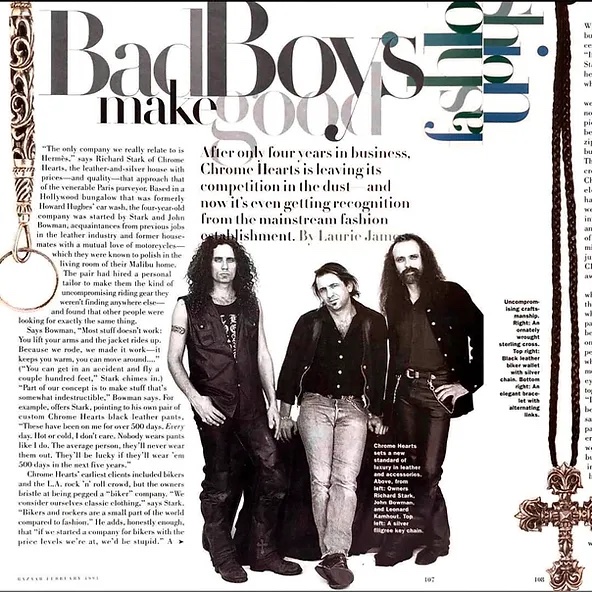 Bad Boys
make good
fashion
After only four years in business,
Chrome Hearts is leaving its
competition in the dust—and
now it's even getting recognition
from the mainstream fashion
establishment. By Laurie James
"The only company we really relate to is
Hermès," says Richard Stark of Chrome
Hearts, the leather-and-silver house with
prices—and quality—that approach that
of the venerable Paris purveyor. Based in a
Hollywood bungalow that was formerly
Howard Hughes' car wash, the four-year-old
company was started by Stark and John
Bowman, acquaintances from previous jobs
in the leather industry and former house-
mates with a mutual love of motorcycles—
which they were known to polish in the
living room of their Malibu home.
The pair had hired a personal
tailor to make them the kind of
uncompromising riding gear they
weren't finding anywhere else—
and found that other people were
looking for exactly the same thing.
Says Bowman, "Most stuff doesn't work:
You lift your arms and the jacket rides up.
Because we rode, we made it work—it
keeps you warm, you can move around...."
("You can get in an accident and fly a
couple hundred feet," Stark chimes in.)
"Part of our concept is to make stuff that's
somewhat indestructible," Bowman says. For
example, offers Stark, pointing to his own pair of
custom Chrome Hearts black leather pants,
"These have been on me for over 500 days. Every
day. Hot or cold, I don't care. Nobody wears pants
like I do. The average person, they'll never wear
them out. They'll be lucky if they'll wear 'em
500 days in the next five years."
Chrome Hearts' earliest clients included bikers
and the L.A. rock 'n' roll crowd, but the owners
bristle at being pegged a "biker" company. "We
consider ourselves classic clothing," says Stark.
"Bikers and rockers are a small part of the world
compared to fashion." He adds, honestly enough,
that "if we started a company for bikers with the
price levels we're at, we'd be stupid." A ➤
Uncomprom-
ising crafts-
manship.
Right: An
ornately
wrought
sterling cross.
Top right:
Black leather
biker wallet
with silver
chain. Bottom
right: An
elegant brace-
let with
alternating
links.
Chrome Hearts
sets a new
standard of
luxury in leather
and accessories.
Above, from
left: Owners
Richard Stark,
John Bowman,
and Leonard
Kamhout. Top
left: A silver
filigree key chain.
BAZAAR FEBRUARY
107
108